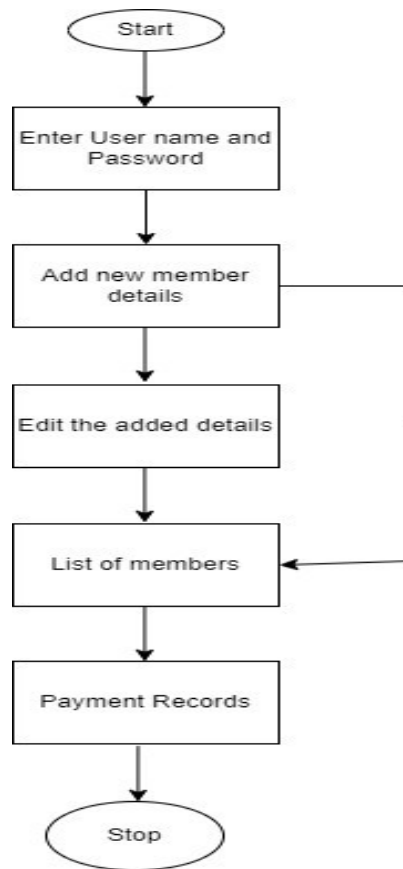 Start
Enter User name and
Password
Add new member
details
Edit the added details
List of members
Payment Records
Stop